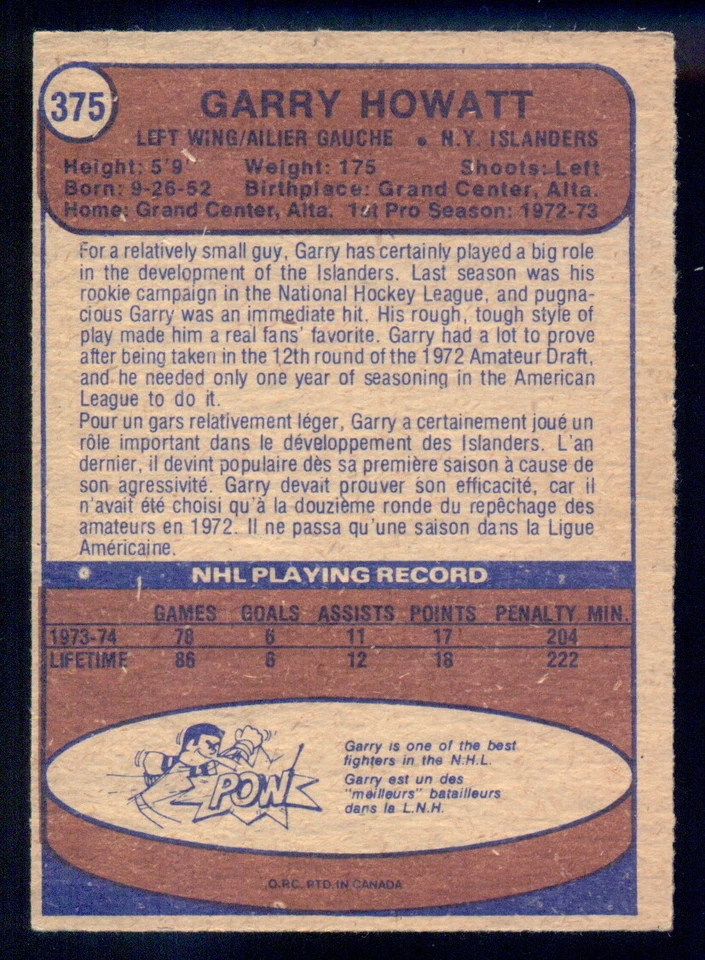 375
GARRY HOWATT
LEFT WING/AILIER GAUCHE • N.Y. ISLANDERS
Height: 5'9 Weight: 175 Shoots: Left
Born: 9-26-52 Birthplace: Grand Center, Alta.
Home: Grand Center, Alta. 1st Pro Season: 1972-73
For a relatively small guy, Garry has certainly played a big role
in the development of the Islanders. Last season was his
rookie campaign in the National Hockey League, and pugna-
cious Garry was an immediate hit. His rough, tough style of
play made him a real fans' favorite. Garry had a lot to prove
after being taken in the 12th round of the 1972 Amateur Draft,
and he needed only one year of seasoning in the American
League to do it.
Pour un gars relativement léger, Garry a certainement joué un
rôle important dans le développement des Islanders. L'an
dernier, il devint populaire dès sa première saison à cause de
son agressivité. Garry devait prouver son efficacité, car il
n'avait été choisi qu'à la douzième ronde du repêchage des
amateurs en 1972. Il ne passa qu'une saison dans la Ligue
Américaine.
NHL PLAYING RECORD
GAMES GOALS ASSISTS POINTS PENALTY MIN.
1973-74 78 6 11 17 204
LIFETIME 86 6 12 18 222
Garry is one of the best
fighters in the N.H.L.
Garry est un des
"meilleurs" batailleurs
dans la L.N.H.
POW!
O.P.C. PTD. IN CANADA